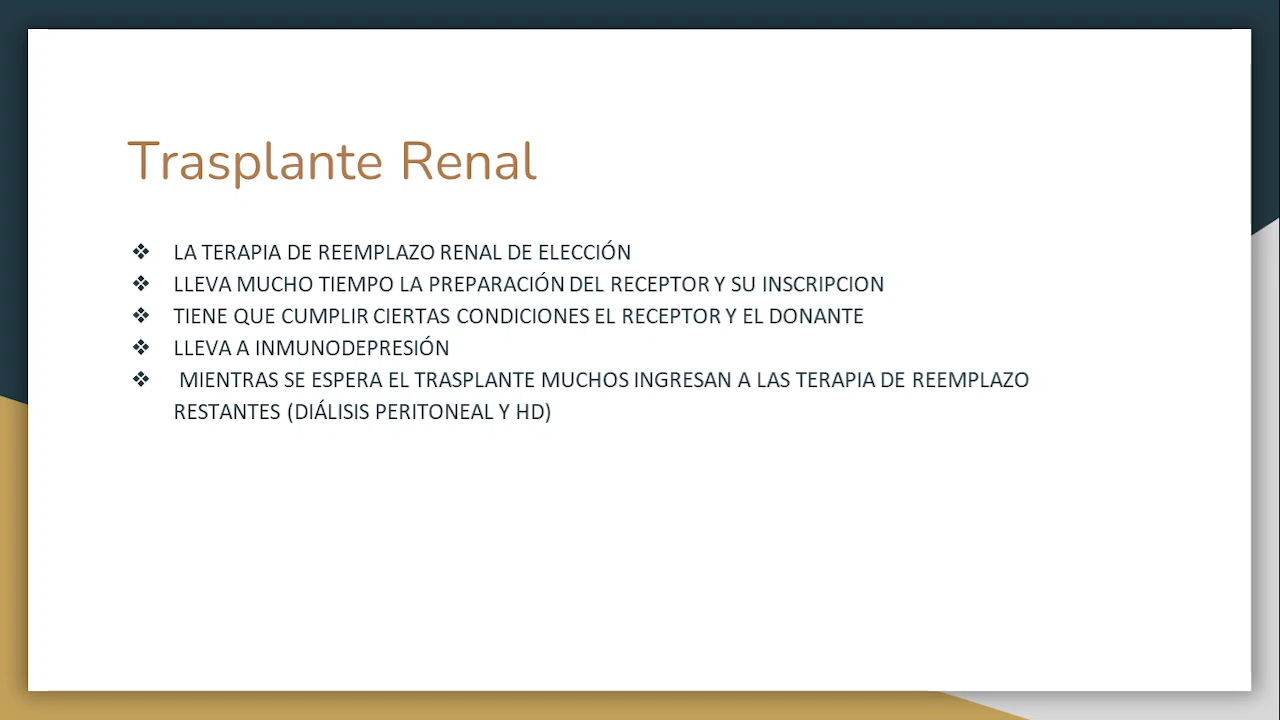 Trasplante Renal
❖ LA TERAPIA DE REEMPLAZO RENAL DE ELECCIÓN
❖ LLEVA MUCHO TIEMPO LA PREPARACIÓN DEL RECEPTOR Y SU INSCRIPCION
❖ TIENE QUE CUMPLIR CIERTAS CONDICIONES EL RECEPTOR Y EL DONANTE
❖ LLEVA A INMUNODEPRESIÓN
❖ MIENTRAS SE ESPERA EL TRASPLANTE MUCHOS INGRESAN A LAS TERAPIA DE REEMPLAZO
RESTANTES (DIÁLISIS PERITONEAL Y HD)